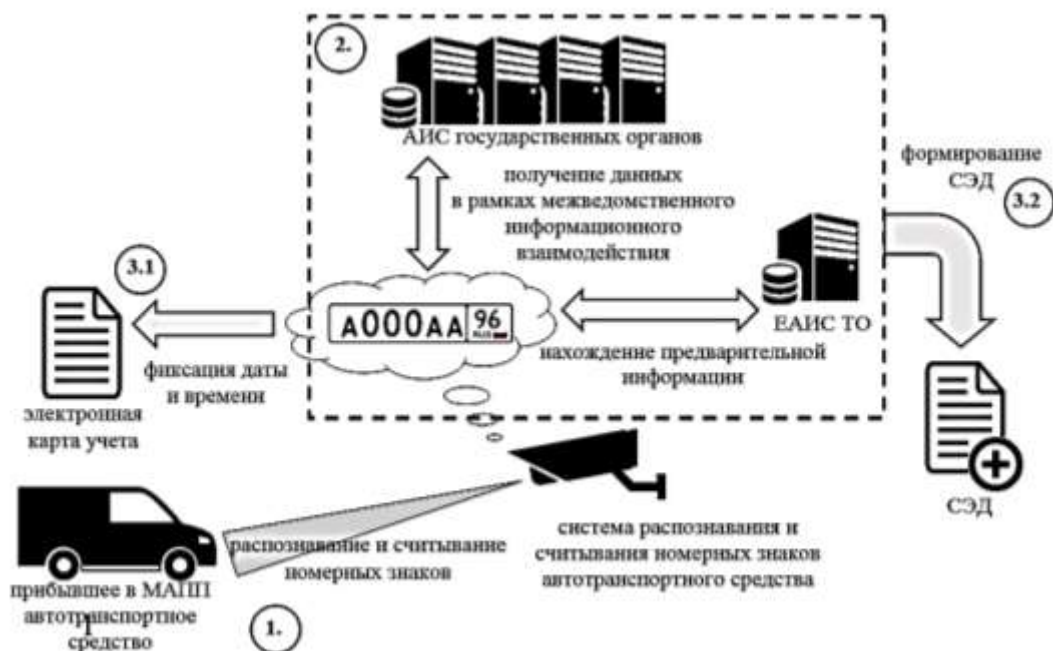 2.
АИС государственных органов
получение данных
в рамках межведомственного
информационного
взаимодействия
формирование
СЭД
3.2
3.1
А000АА 96
RUS
ЕАИС ТО
нахождение предварительной
информации
фиксация даты
и времени
электронная
карта учета
СЭД
распознавание и считывание
номерных знаков
система распознавания и
считывания номерных знаков
автотранспортного средства
прибывшее в МАПП
автотранспортное
средство
1
1.